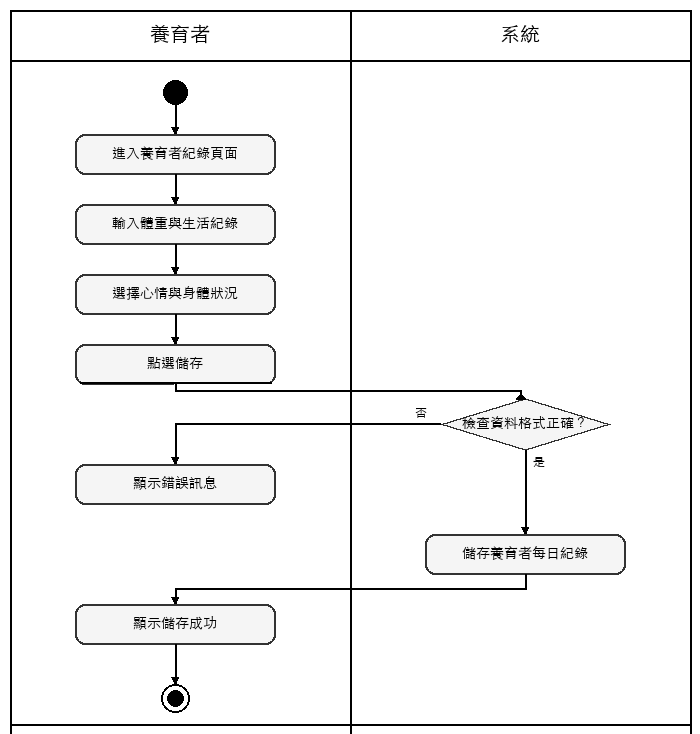 養育者
系統
進入養育者紀錄頁面
輸入體重與生活紀錄
選擇心情與身體狀況
點選儲存
否
檢查資料格式正確？
是
顯示錯誤訊息
儲存養育者每日紀錄
顯示儲存成功